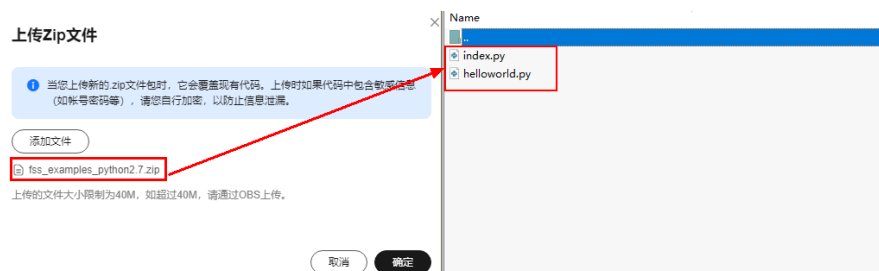 上传Zip文件
当您上传新的.zip文件包时，它会覆盖现有代码。上传时如果代码中包含敏感信息
（如帐号密码等），请您自行加密，以防止信息泄漏。
添加文件
fss_examples_python2.7.zip
上传的文件大小限制为40M，如超过40M，请通过OBS上传。
取消
确定
Name
..
index.py
helloworld.py